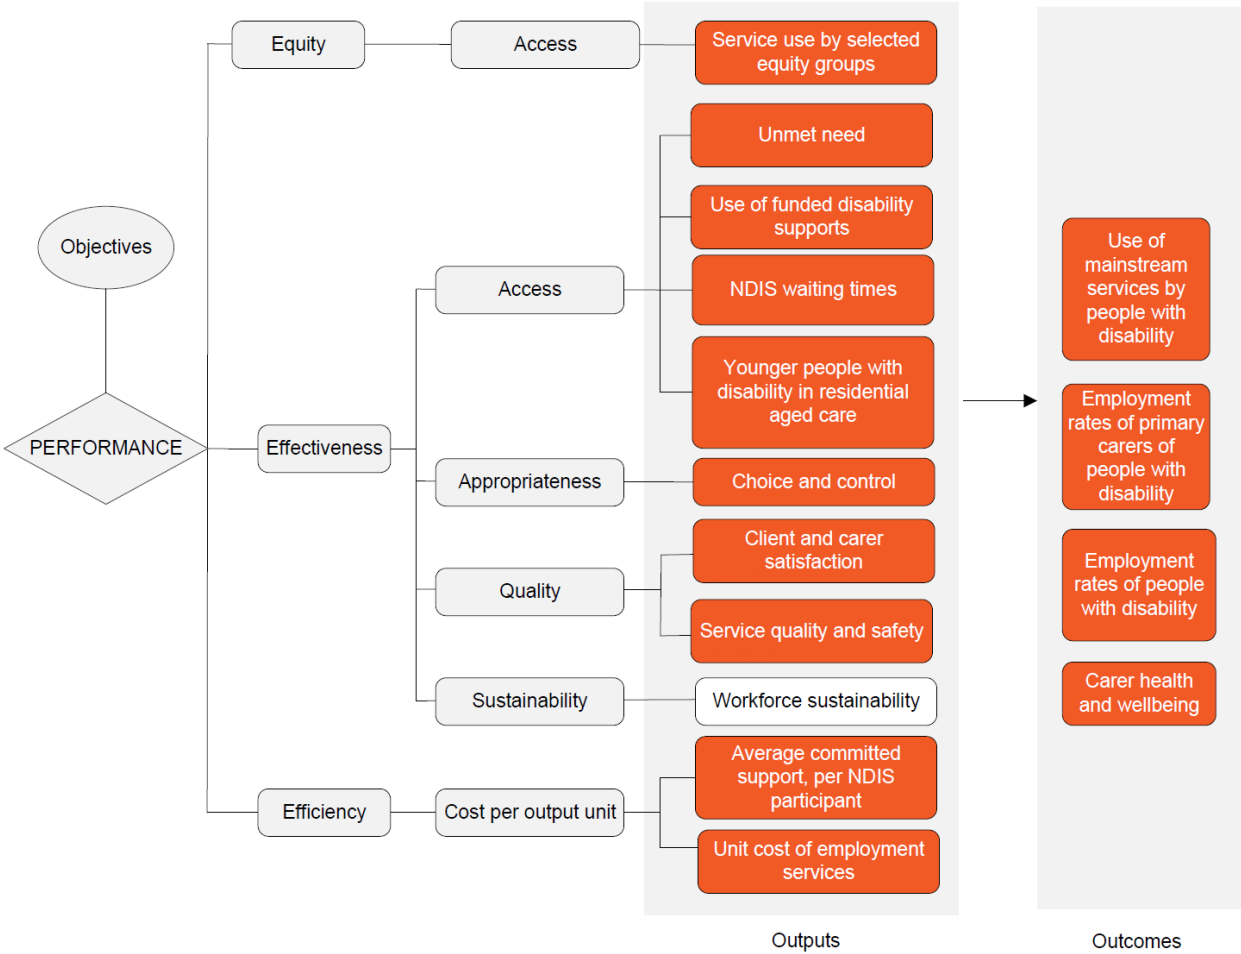 Objectives
PERFORMANCE
Equity
Access
Service use by selected
equity groups
Effectiveness
Access
Unmet need
Use of funded disability
supports
NDIS waiting times
Younger people with
disability in residential
aged care
Appropriateness
Choice and control
Quality
Client and carer
satisfaction
Service quality and safety
Sustainability
Workforce sustainability
Efficiency
Cost per output unit
Average committed
support, per NDIS
participant
Unit cost of employment
services
Outputs
Use of
mainstream
services by
people with
disability
Employment
rates of primary
carers of
people with
disability
Employment
rates of people
with disability
Carer health
and wellbeing
Outcomes